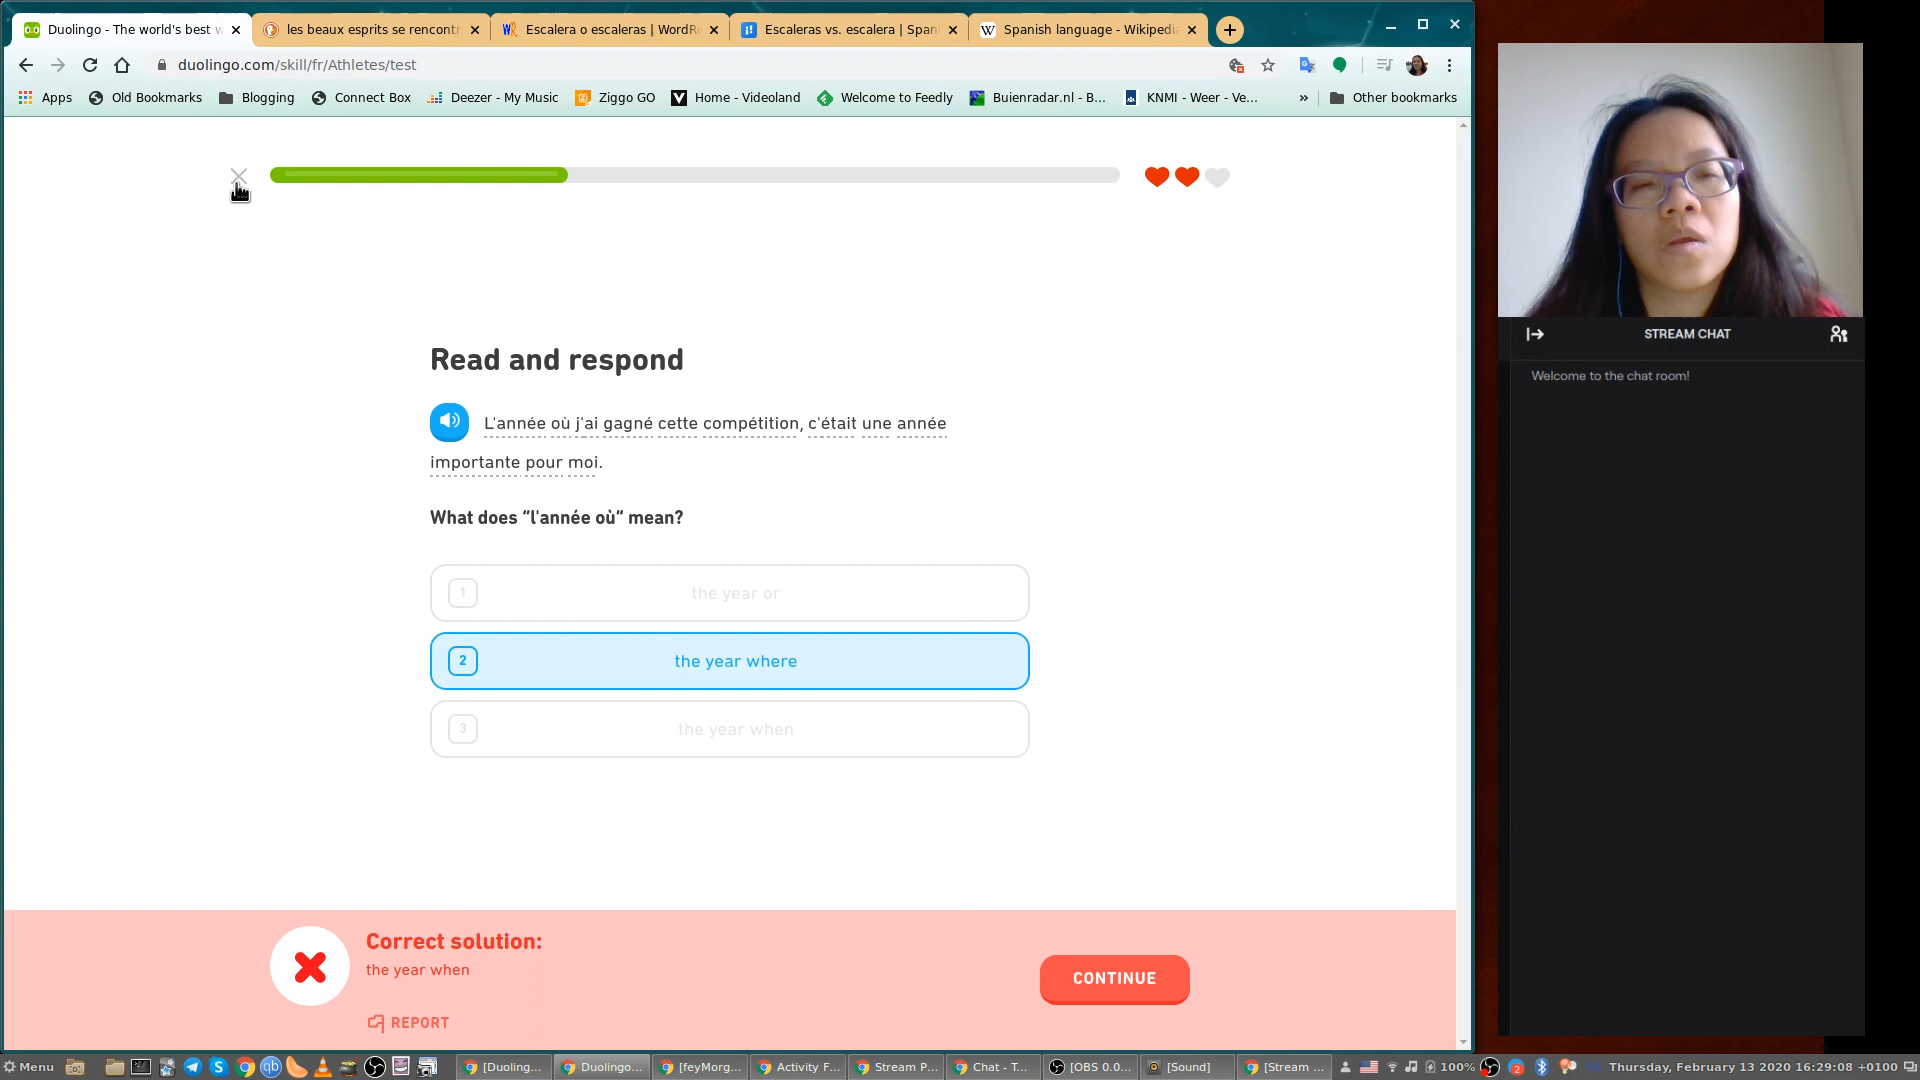 Duolingo - The world's best w
les beaux esprits se rencontr
Escalera o escaleras | WordR
Escaleras vs. escalera | Span
Spanish language - Wikipedia
duolingo.com/skill/fr/Athletes/test
Apps
Old Bookmarks
Blogging
Connect Box
Deezer - My Music
Ziggo GO
Home - Videoland
Welcome to Feedly
Buienradar.nl - B...
KNMI - Weer - Ve...
»
Other bookmarks
Read and respond
L'année où j'ai gagné cette compétition, c'était une année
importante pour moi.
What does “l'année où” mean?
1 the year or
2 the year where
3 the year when
Correct solution:
the year when
REPORT
CONTINUE
STREAM CHAT
Welcome to the chat room!
Menu
[Duoling...
Duolingo...
[feyMorg...
Activity F...
Stream P...
Chat - T...
[OBS 0.0...
[Sound]
[Stream ...
100%
2
Thursday, February 13 2020 16:29:08 +0100